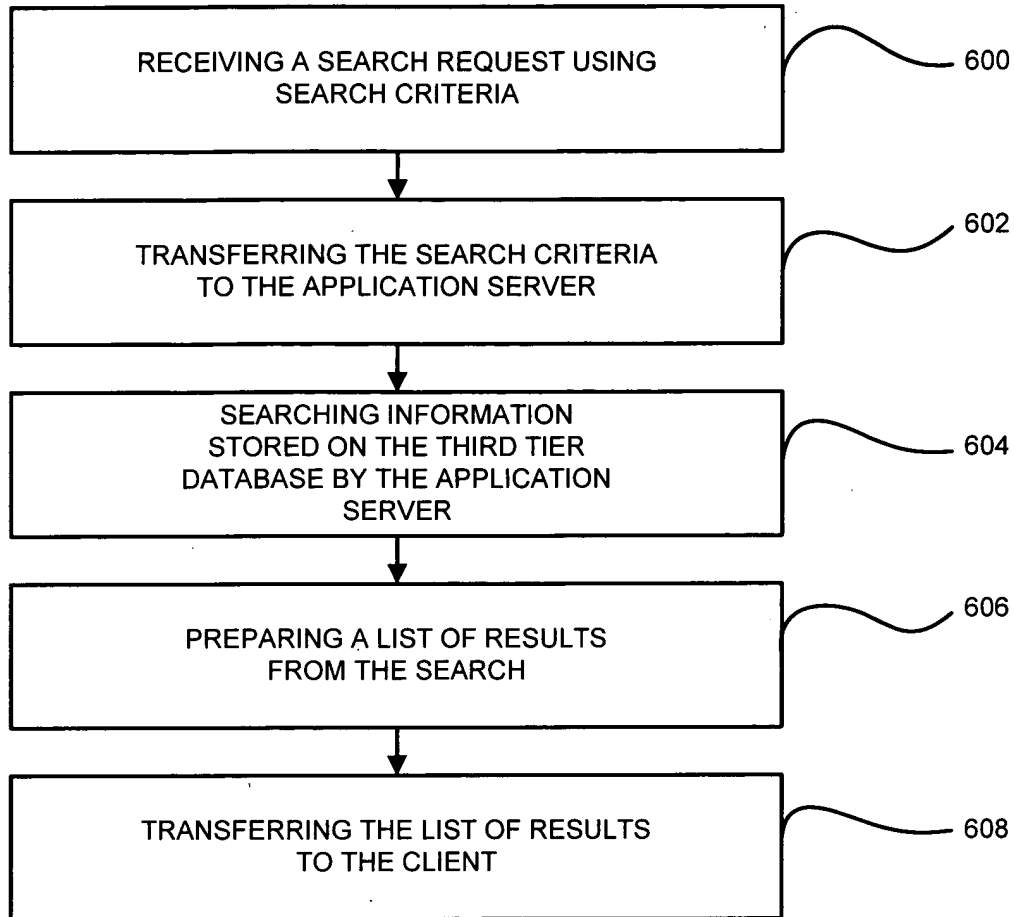 RECEIVING A SEARCH REQUEST USING
SEARCH CRITERIA
600
TRANSFERRING THE SEARCH CRITERIA
TO THE APPLICATION SERVER
602
SEARCHING INFORMATION
STORED ON THE THIRD TIER
DATABASE BY THE APPLICATION
SERVER
604
PREPARING A LIST OF RESULTS
FROM THE SEARCH
606
TRANSFERRING THE LIST OF RESULTS
TO THE CLIENT
608